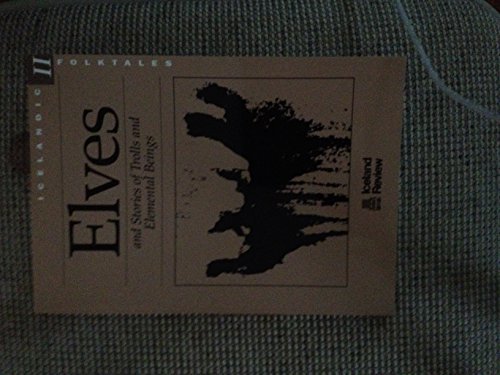 ICELANDIC II FOLKTALES
Elves
and Stories of Trolls and
Elemental Beings
Iceland
Review